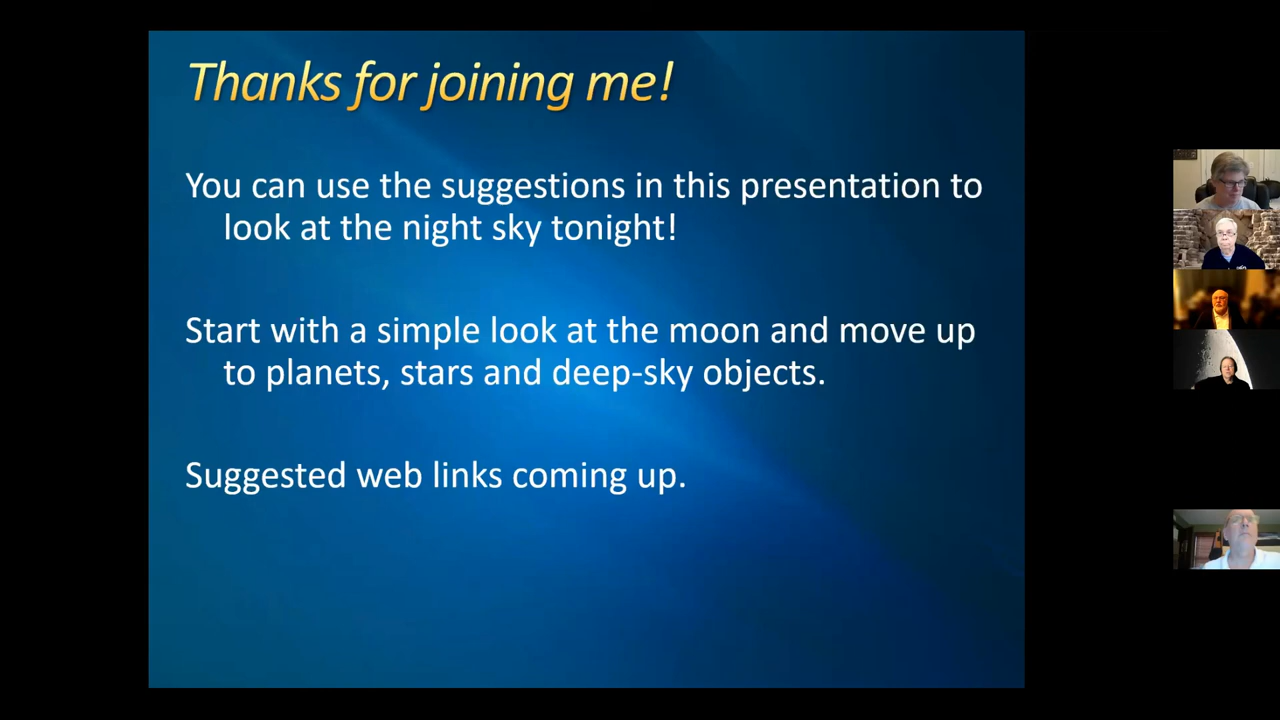 Thanks for joining me!
You can use the suggestions in this presentation to
look at the night sky tonight!
Start with a simple look at the moon and move up
to planets, stars and deep-sky objects.
Suggested web links coming up.